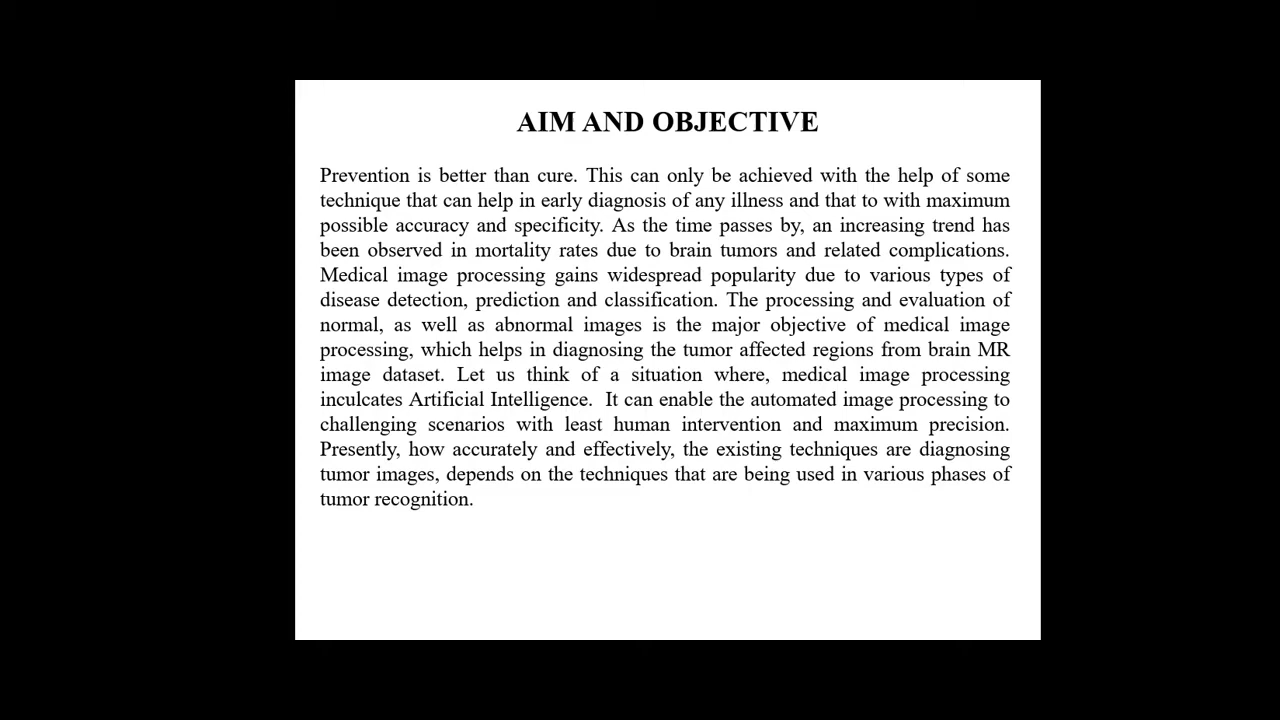 AIM AND OBJECTIVE
Prevention is better than cure. This can only be achieved with the help of some
technique that can help in early diagnosis of any illness and that to with maximum
possible accuracy and specificity. As the time passes by, an increasing trend has
been observed in mortality rates due to brain tumors and related complications.
Medical image processing gains widespread popularity due to various types of
disease detection, prediction and classification. The processing and evaluation of
normal, as well as abnormal images is the major objective of medical image
processing, which helps in diagnosing the tumor affected regions from brain MR
image dataset. Let us think of a situation where, medical image processing
inculcates Artificial Intelligence.  It can enable the automated image processing to
challenging scenarios with least human intervention and maximum precision.
Presently, how accurately and effectively, the existing techniques are diagnosing
tumor images, depends on the techniques that are being used in various phases of
tumor recognition.